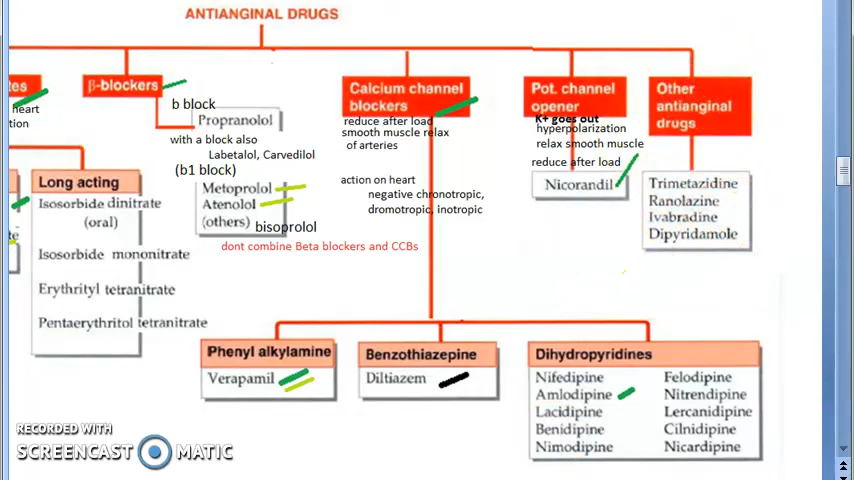 ANTIANGINAL DRUGS
tes
heart
tion
β-blockers
b block
Propranolol
with a block also
Labetalol, Carvedilol
(b1 block)
Metoprolol
Atenolol
(others)
bisoprolol
dont combine Beta blockers and CCBs
Calcium channel
blockers
reduce after load
smooth muscle relax
of arteries
action on heart
negative chronotropic,
dromotropic, inotropic
Pot. channel
opener
K+ goes out
hyperpolarization
relax smooth muscle
reduce after load
Nicorandil
Other
antianginal
drugs
Trimetazidine
Ranolazine
Ivabradine
Dipyridamole
te
Long acting
Isosorbide dinitrate
(oral)
Isosorbide mononitrate
Erythrityl tetranitrate
Pentaerythritol tetranitrate
Phenyl alkylamine
Verapamil
Benzothiazepine
Diltiazem
Dihydropyridines
Nifedipine Felodipine
Amlodipine Nitrendipine
Lacidipine Lercanidipine
Benidipine Cilnidipine
Nimodipine Nicardipine
RECORDED WITH
SCREENCAST MATIC